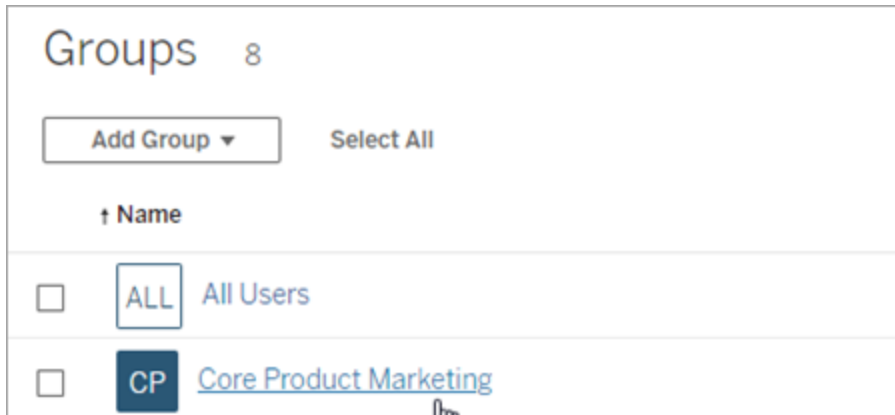 Groups 8
Add Group ▾ Select All
↑ Name
ALL All Users
CP Core Product Marketing